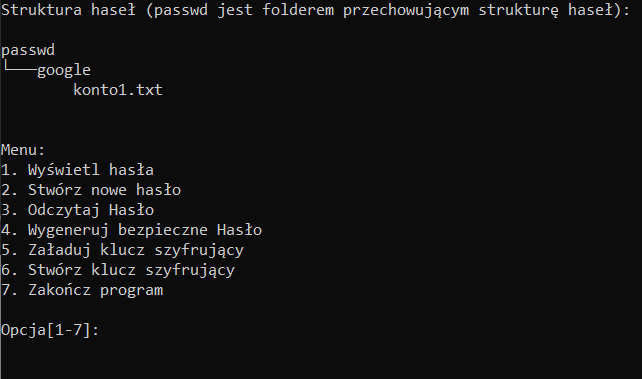 Struktura haseł (passwd jest folderem przechowującym strukturę haseł):
passwd
└───google
konto1.txt
Menu:
1. Wyświetl hasła
2. Stwórz nowe hasło
3. Odczytaj Hasło
4. Wygeneruj bezpieczne Hasło
5. Załaduj klucz szyfrujący
6. Stwórz klucz szyfrujący
7. Zakończ program
Opcja[1-7]: